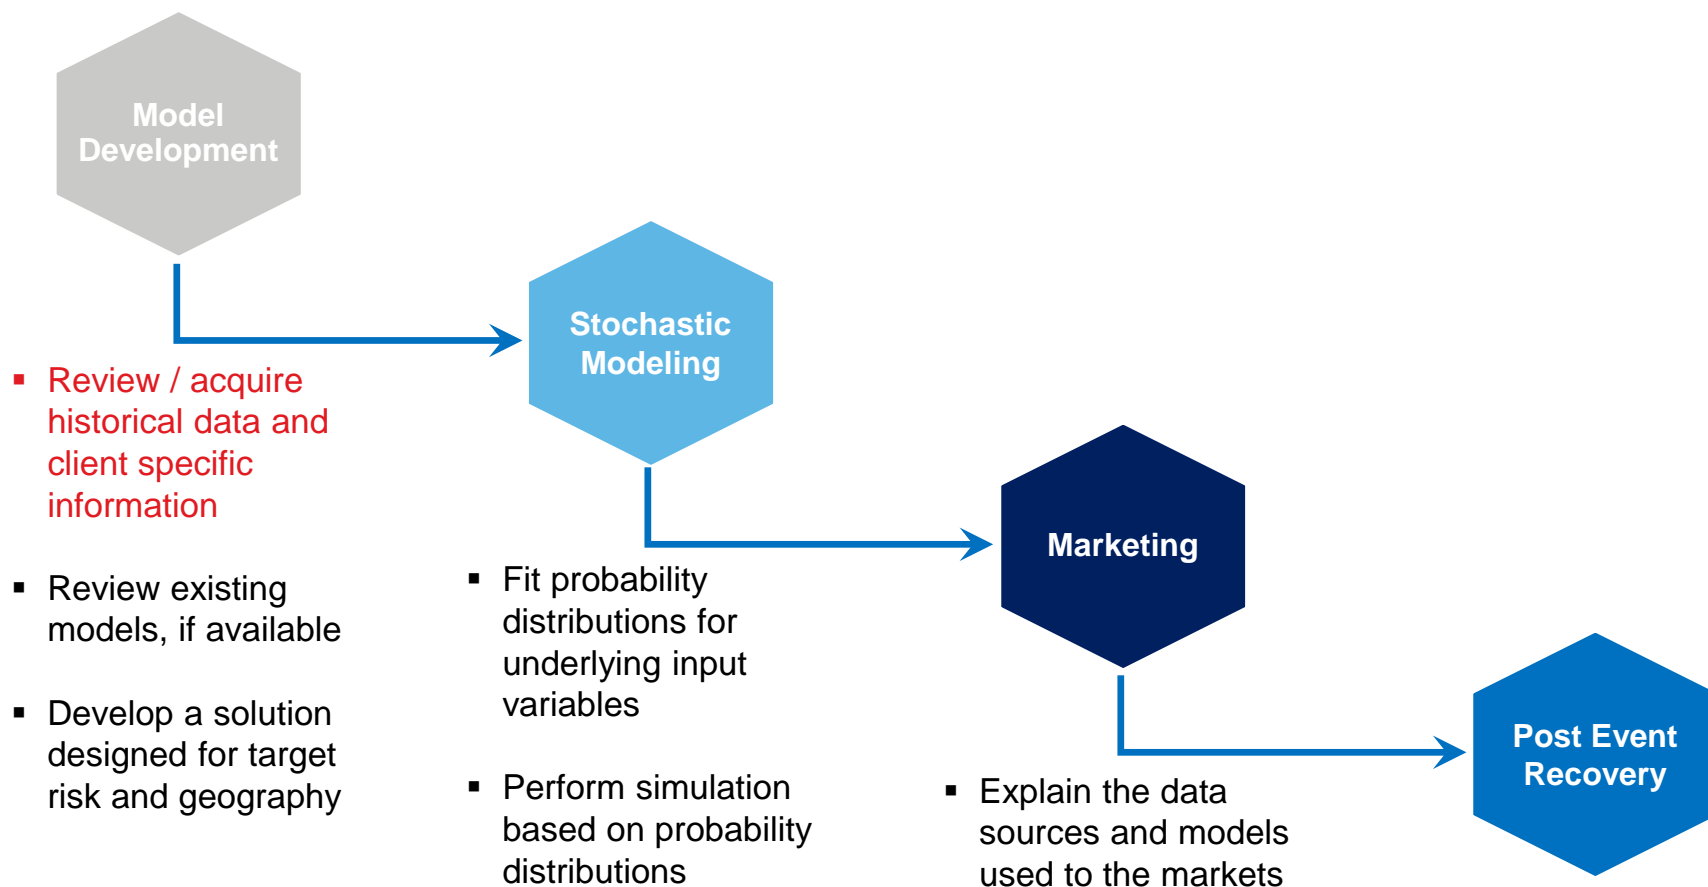 Model
Development
Stochastic
Modeling
Marketing
Post Event
Recovery
▪ Review / acquire
historical data and
client specific
information
▪ Review existing
models, if available
▪ Develop a solution
designed for target
risk and geography
▪ Fit probability
distributions for
underlying input
variables
▪ Perform simulation
based on probability
distributions
▪ Explain the data
sources and models
used to the markets